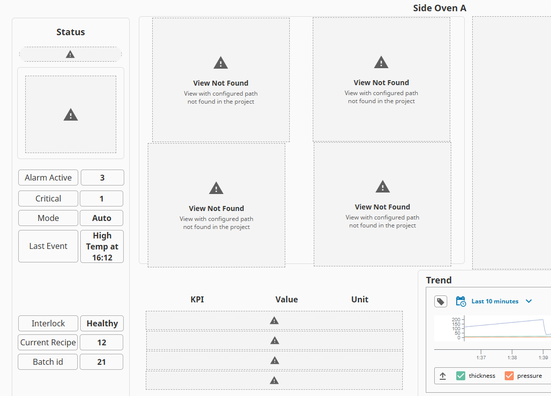 Side Oven A
Status
View Not Found
View with configured path
not found in the project
View Not Found
View with configured path
not found in the project
Alarm Active 3
Critical 1
Mode Auto
Last Event High
Temp at
16:12
View Not Found
View with configured path
not found in the project
View Not Found
View with configured path
not found in the project
Interlock Healthy
Current Recipe 12
Batch id 21
KPI Value Unit
Trend
Last 10 minutes
200
150
100
50
0
1:37 1:38 1:38
thickness pressure